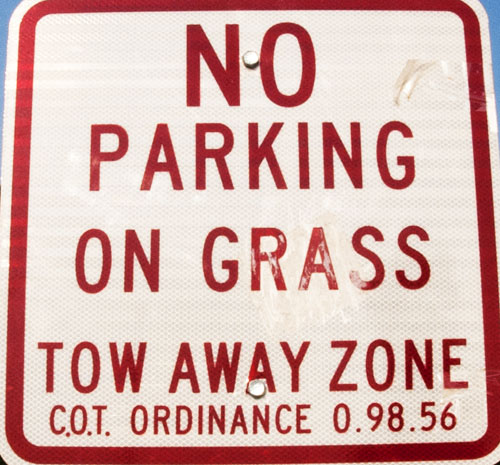 NO
PARKING
ON GRASS
TOW AWAY ZONE
C.O.T. ORDINANCE 0.98.56